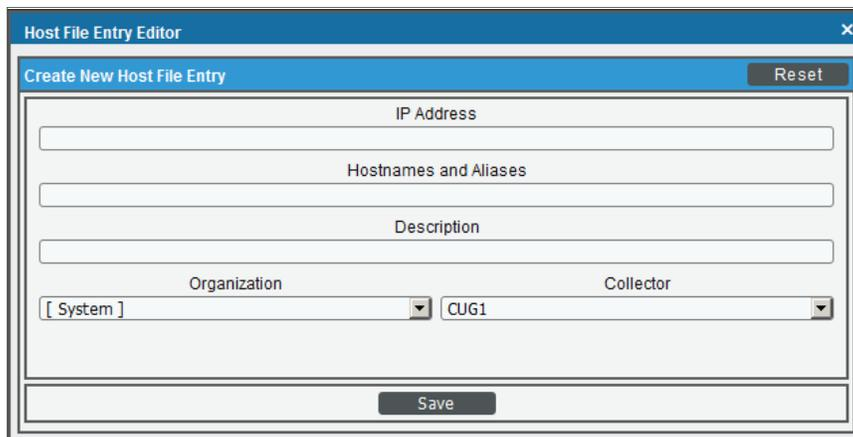 Host File Entry Editor ×
Create New Host File Entry Reset
IP Address
Hostnames and Aliases
Description
Organization Collector
[ System ] CUG1
Save